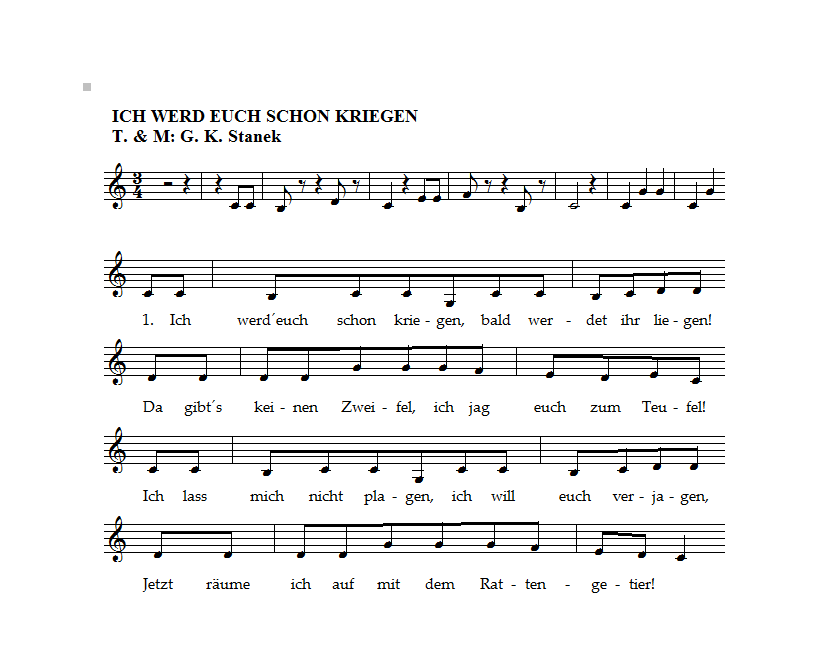 ICH WERD EUCH SCHON KRIEGEN
T. & M: G. K. Stanek
3
4
1. Ich werd´euch schon krie - gen, bald wer - det ihr lie - gen!
Da gibt´s kei - nen Zwei - fel, ich jag euch zum Teu - fel!
Ich lass mich nicht pla - gen, ich will euch ver - ja - gen,
Jetzt räume ich auf mit dem Rat - ten - ge - tier!